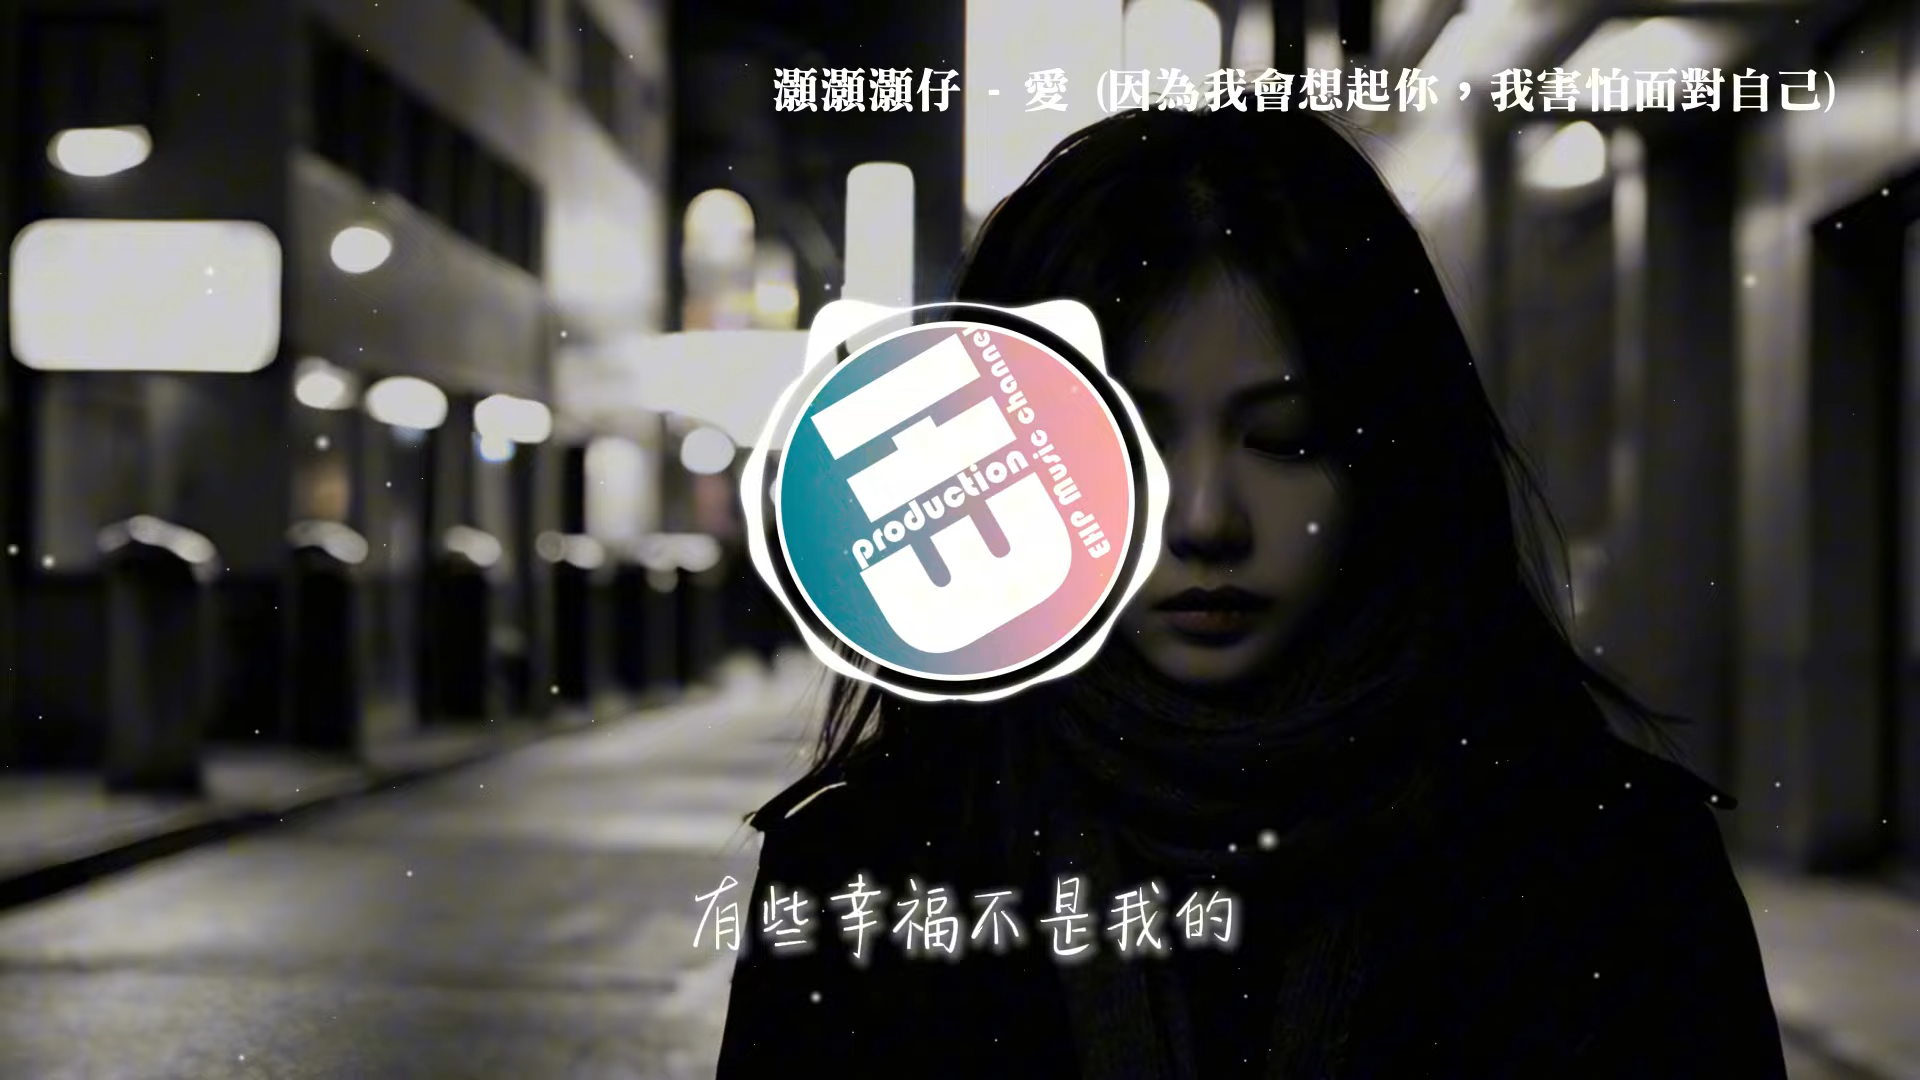 灝灝灝仔 - 愛 (因為我會想起你，我害怕面對自己)
EHP Music channel
EHP
production
有些幸福不是我的